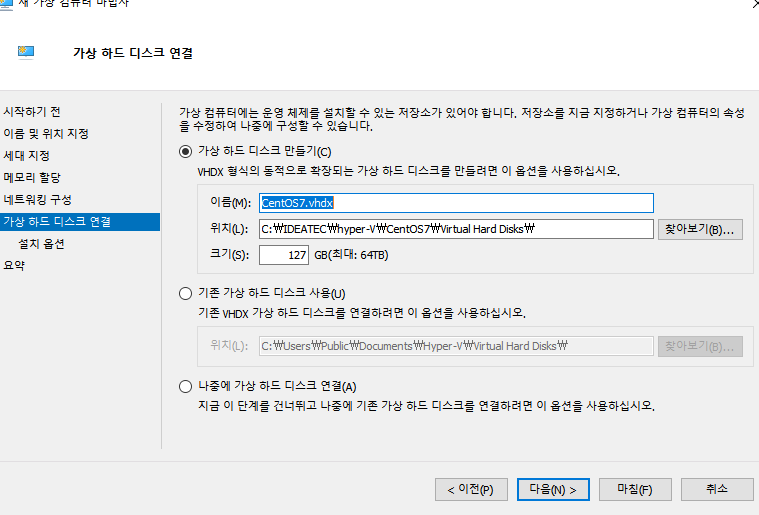 새 가상 컴퓨터 마법사
가상 하드 디스크 연결
시작하기 전
이름 및 위치 지정
세대 지정
메모리 할당
네트워킹 구성
가상 하드 디스크 연결
설치 옵션
요약
가상 컴퓨터에는 운영 체제를 설치할 수 있는 저장소가 있어야 합니다. 저장소를 지금 지정하거나 가상 컴퓨터의 속성
을 수정하여 나중에 구성할 수 있습니다.
가상 하드 디스크 만들기(C)
VHDX 형식의 동적으로 확장되는 가상 하드 디스크를 만들려면 이 옵션을 사용하십시오.
이름(M): CentOS7.vhdx
위치(L): C:₩IDEATEC₩hyper-V₩CentOS7₩Virtual Hard Disks₩ 찾아보기(B)...
크기(S): 127 GB(최대: 64TB)
기존 가상 하드 디스크 사용(U)
기존 VHDX 가상 하드 디스크를 연결하려면 이 옵션을 사용하십시오.
위치(L): C:₩Users₩Public₩Documents₩Hyper-V₩Virtual Hard Disks₩ 찾아보기(B)...
나중에 가상 하드 디스크 연결(A)
지금 이 단계를 건너뛰고 나중에 기존 가상 하드 디스크를 연결하려면 이 옵션을 사용하십시오.
< 이전(P) 다음(N) > 마침(F) 취소